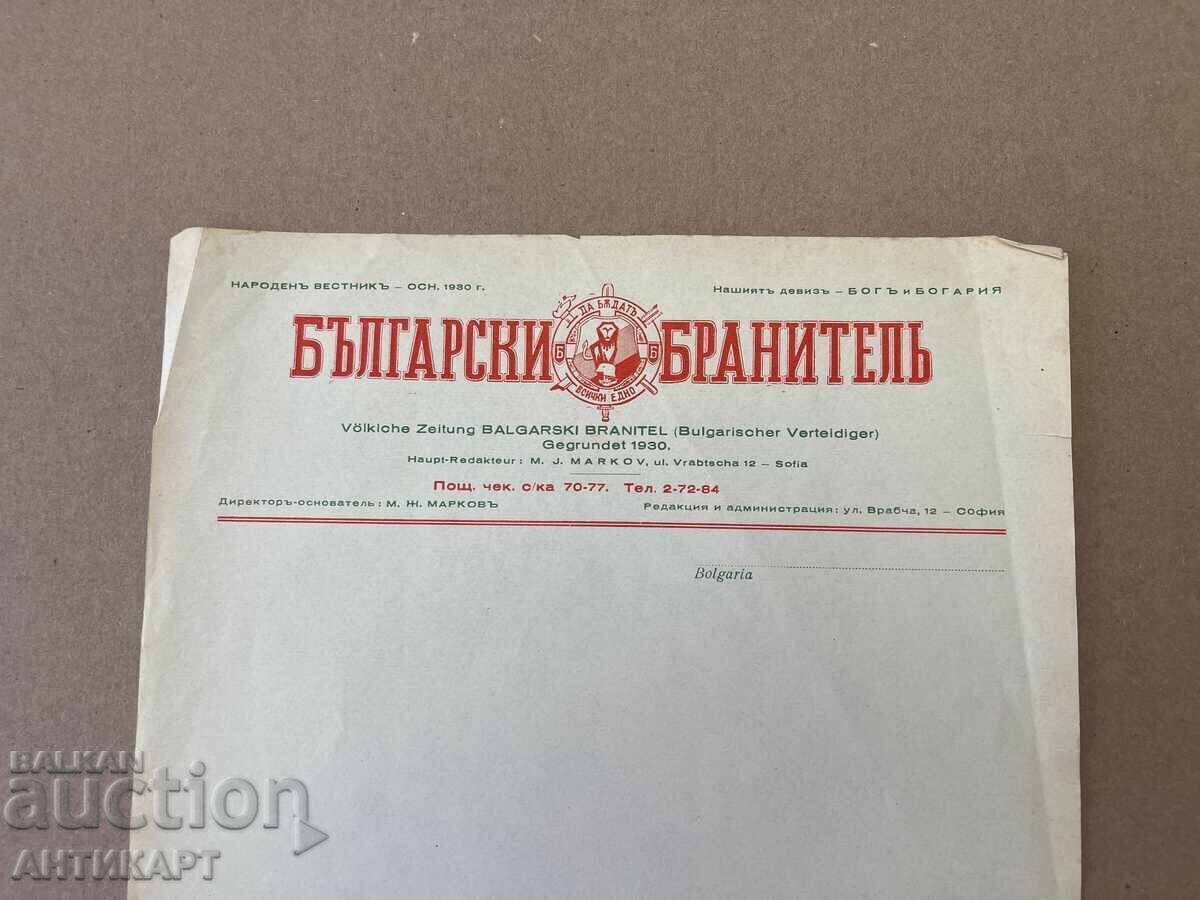 НАРОДЕНЪ ВЕСТНИКЪ – ОСН. 1930 г.
Нашиятъ девизъ – БОГЪ и БОГАРИЯ
БЪЛГАРСКИ БРАНИТЕЛЬ
ДА БѪДАТЪ
Б Б
ВСИЧКИ ЕДНО
Völkiche Zeitung BALGARSKI BRANITEL (Bulgarischer Verteidiger)
Gegrundet 1930.
Haupt-Redakteur : M. J. MARKOV, ul. Vrabtscha 12 – Sofia
Пощ. чек. с/ка 70-77. Тел. 2-72-84
Директоръ-основатель : М. Ж. МАРКОВЪ
Редакция и администрация : ул. Врабча, 12 – СОФИЯ
Bolgaria
BALKAN
auction
АНТИКАРТ